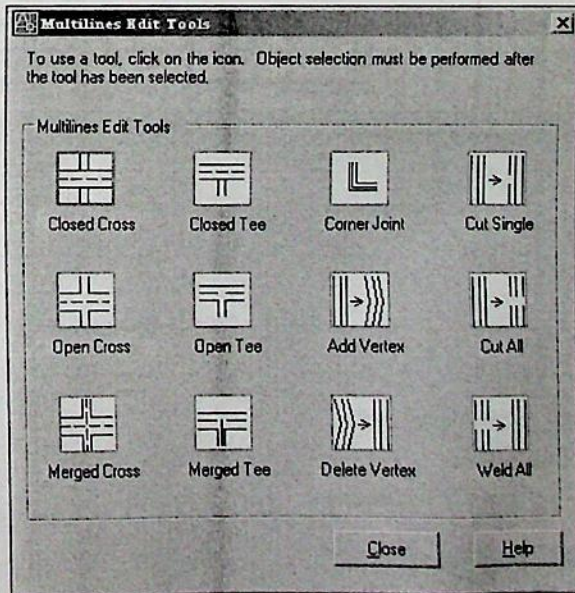 Multilines Edit Tools
To use a tool, click on the icon. Object selection must be performed after
the tool has been selected.
Multilines Edit Tools
Closed Cross Closed Tee Corner Joint Cut Single
Open Cross Open Tee Add Vertex Cut All
Merged Cross Merged Tee Delete Vertex Weld All
Close Help